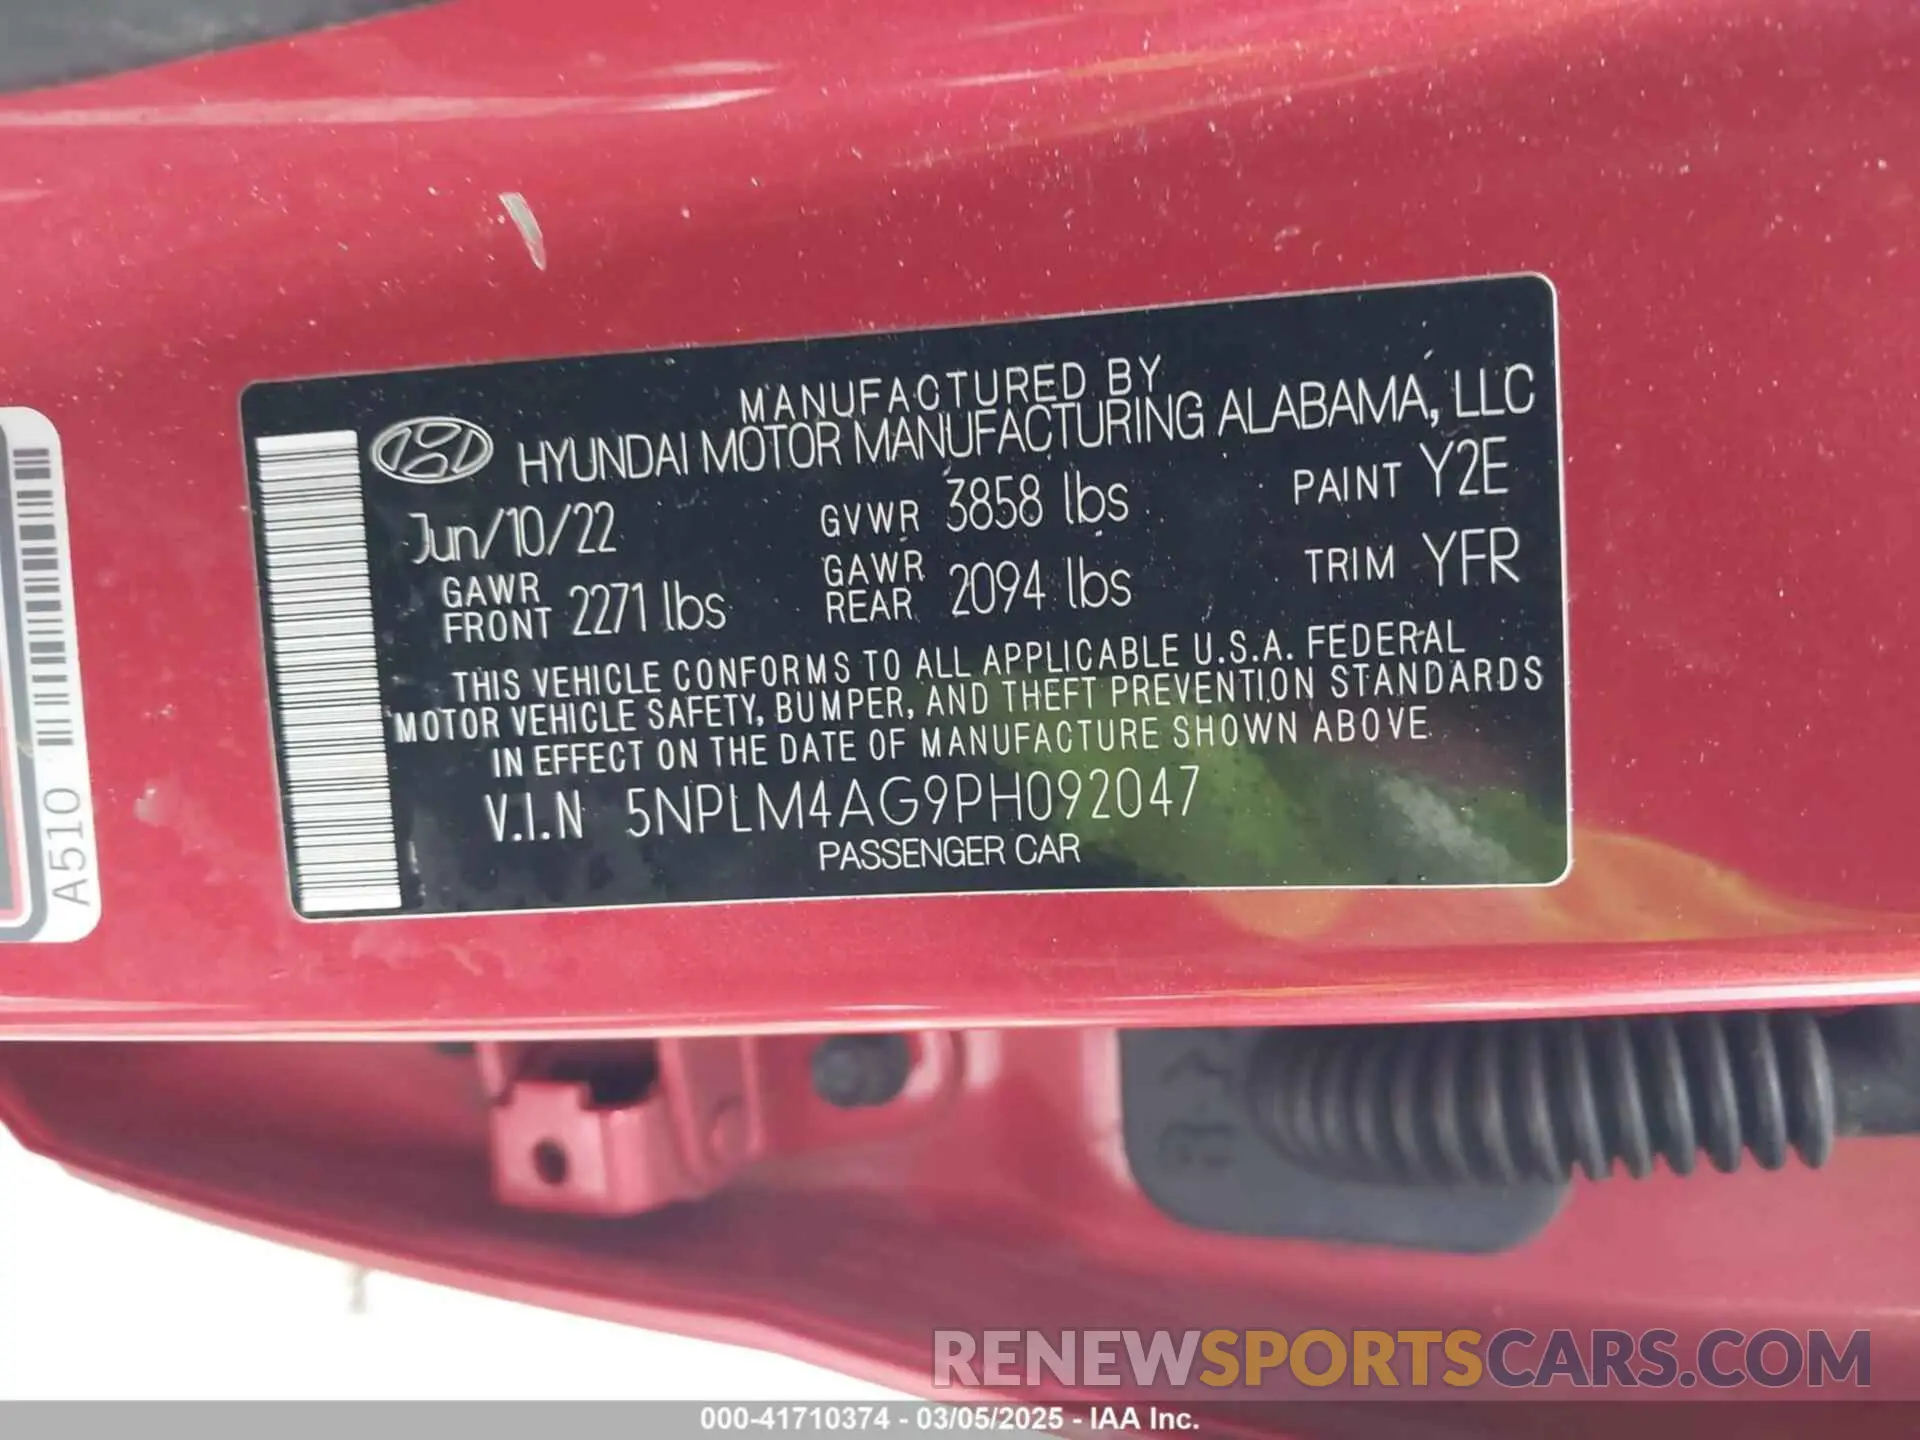 MANUFACTURED BY
HYUNDAI MOTOR MANUFACTURING ALABAMA, LLC
Jun/10/22 GVWR 3858 lbs PAINT Y2E
GAWR FRONT 2271 lbs GAWR REAR 2094 lbs TRIM YFR
THIS VEHICLE CONFORMS TO ALL APPLICABLE U.S.A. FEDERAL
MOTOR VEHICLE SAFETY, BUMPER, AND THEFT PREVENTION STANDARDS
IN EFFECT ON THE DATE OF MANUFACTURE SHOWN ABOVE
V.I.N 5NPLM4AG9PH092047
PASSENGER CAR
A510
RENEWSPORTSCARS.COM
000-41710374 - 03/05/2025 - IAA Inc.